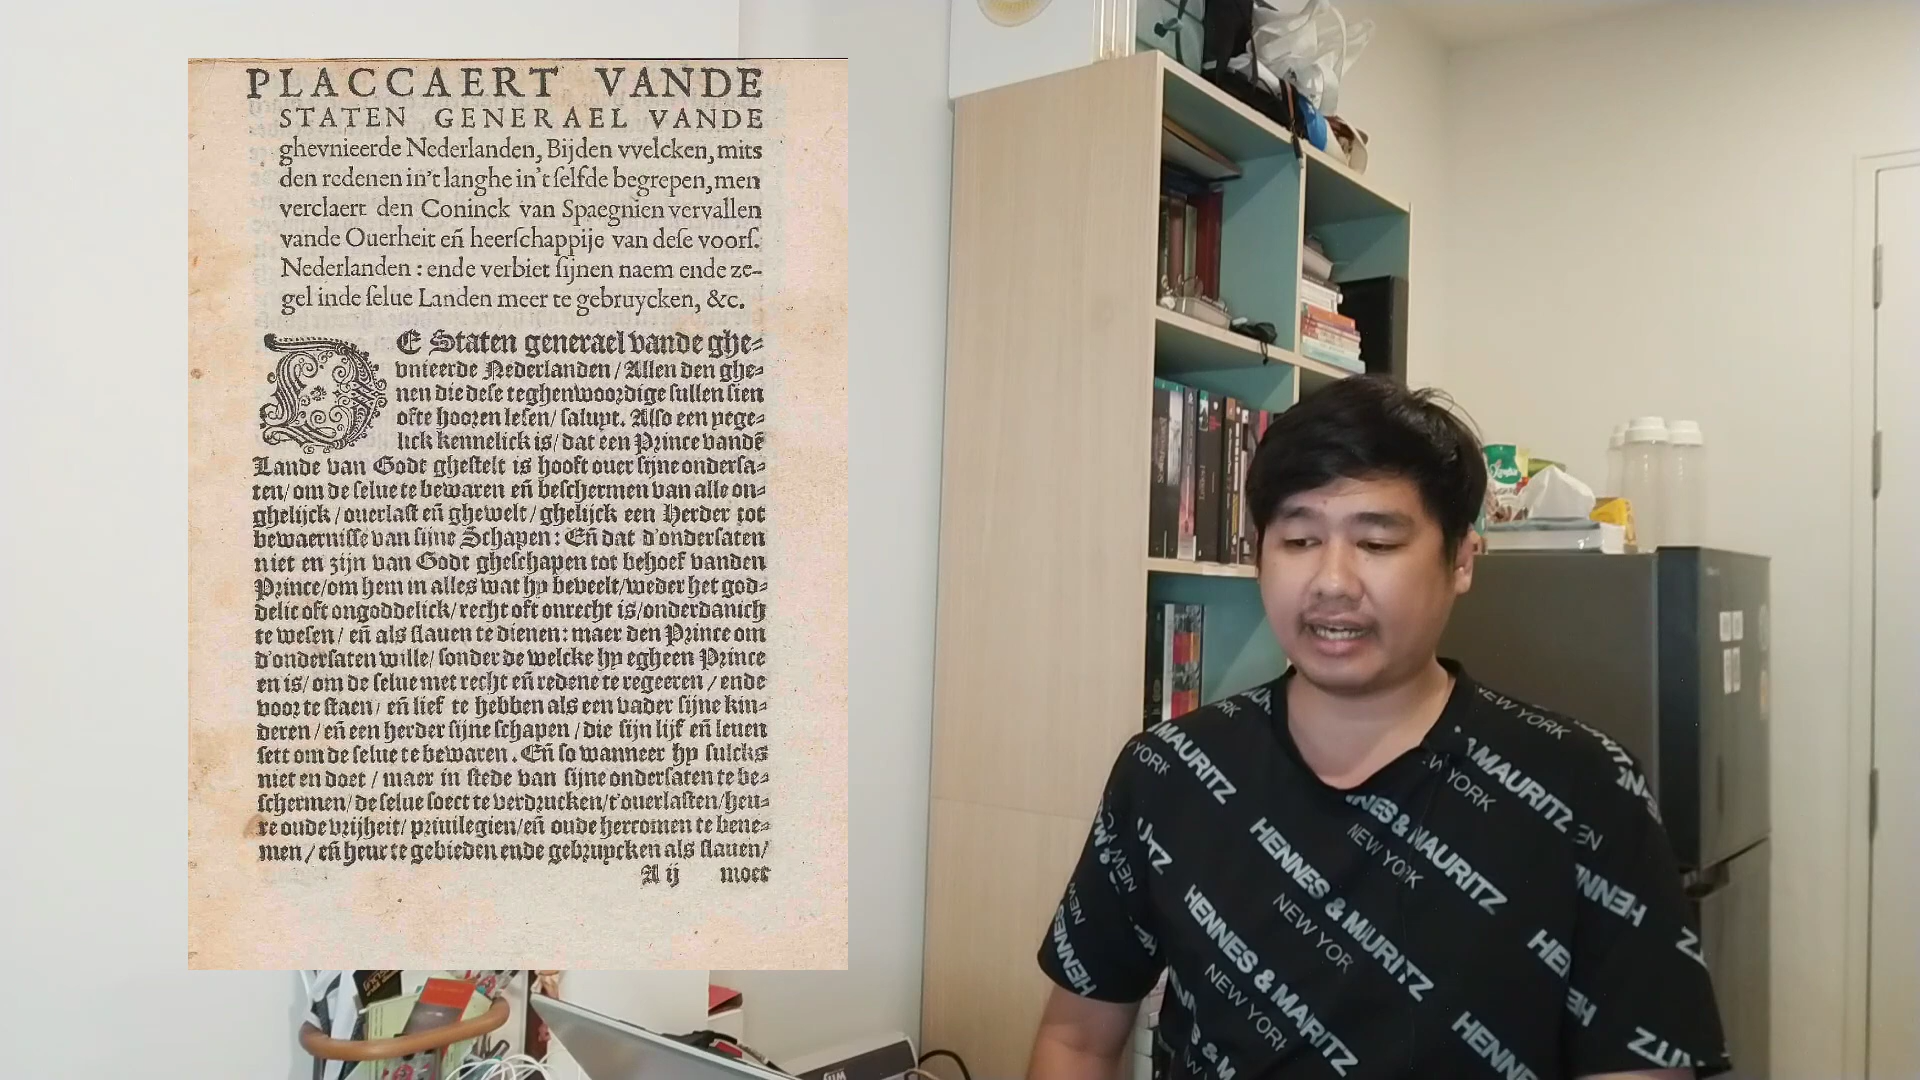 PLACCAERT VANDE
STATEN GENERAEL VANDE
ghevnieerde Nederlanden, Bijden vvelcken, mits
den redenen in't langhe in't selfde begrepen, men
verclaert den Coninck van Spaegnien vervallen
vande Ouerheit eñ heerschappije van dese voors.
Nederlanden : ende verbiet sijnen naem ende ze-
gel inde selue Landen meer te gebruycken, &c.
DE Staten generael vande ghe-
vnieerde Nederlanden / Allen den ghe-
nen die dese teghenwoordige sullen sien
ofte hooren lesen / saluyt. Also een yege-
lick kennelick is / dat een Prince vandē
Lande van Godt ghestelt is hooft ouer sijne ondersa-
ten / om de selue te bewaren eñ beschermen van alle on-
ghelijck / ouerlast eñ ghewelt / ghelijck een Herder tot
bewaernisse van sijne Schapen : Eñ dat d'ondersaten
niet en zijn van Godt gheschapen tot behoef vanden
Prince / om hem in alles wat hy beveelt / weder het god-
delic oft ongoddelick / recht oft onrecht is / onderdanich
te wesen / eñ als slauen te dienen : maer den Prince om
d'ondersaten wille / sonder de welcke hy egheen Prince
en is / om de selue met recht eñ redene te regeeren / ende
voor te staen / eñ lief te hebben als een vader sijne kin-
deren / eñ een herder sijne schapen / die sijn lijf eñ leuen
sett om de selue te bewaren . Eñ so wanneer hy sulcks
niet en doet / maer in stede van sijne ondersaten te be-
schermen / de selue soect te verdrucken / t'ouerlasten / heu-
re oude vrijheit / priuilegien / eñ oude hercomen te bene-
men / eñ heur te gebieden ende gebruycken als slauen /
A ij moet
HENNES & MAURITZ
NEW YORK
HENNES & MAURITZ
NEW YORK